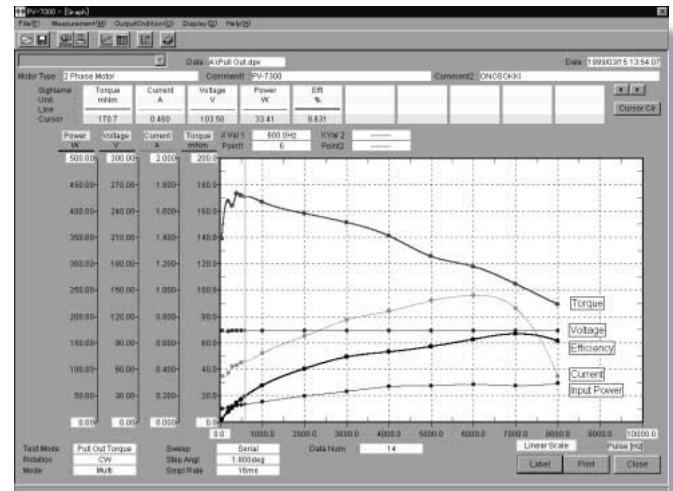 PV-7000 - [Graph]
File(F) Measurement(M) OutputCondition(O) Display(D) Help(H)
Data A:\Pull Out.dpv Date 1999/03/15 13:54:07
Motor Type 2 Phase Motor Comment1 PV-7300 Comment2 ONOSOKKI
SigName Torque Current Voltage Power Effi
Unit mNm A V W %
Line
Cursor 170.7 0.460 103.50 33.41 9.631 Cursor Clr
Power Voltage Current Torque X Val 1 : 600.0Hz X Val 2 : --------
W V A mNm Point1 6 Point2 --------
500.00 300.00 2.000 200.0
450.00 270.00 1.800 180.0
400.00 240.00 1.600 160.0
350.00 210.00 1.400 140.0
300.00 180.00 1.200 120.0
250.00 150.00 1.000 100.0
200.00 120.00 0.800 80.0
150.00 90.00 0.600 60.0
100.00 60.00 0.400 40.0
50.00 30.00 0.200 20.0
0.00 0.00 0.000 0.0
Torque
Voltage
Efficiency
Current
Input Power
0.0 1000.0 2000.0 3000.0 4000.0 5000.0 6000.0 7000.0 8000.0 9000.0 10000.0
Linear Scale Pulse [Hz]
Test Mode Pull Out Torque Sweep Serial Data Num 14
Rotation CW Step Angl 1.800deg
Mode Multi Smpl Rate 16ms
Label Print Close